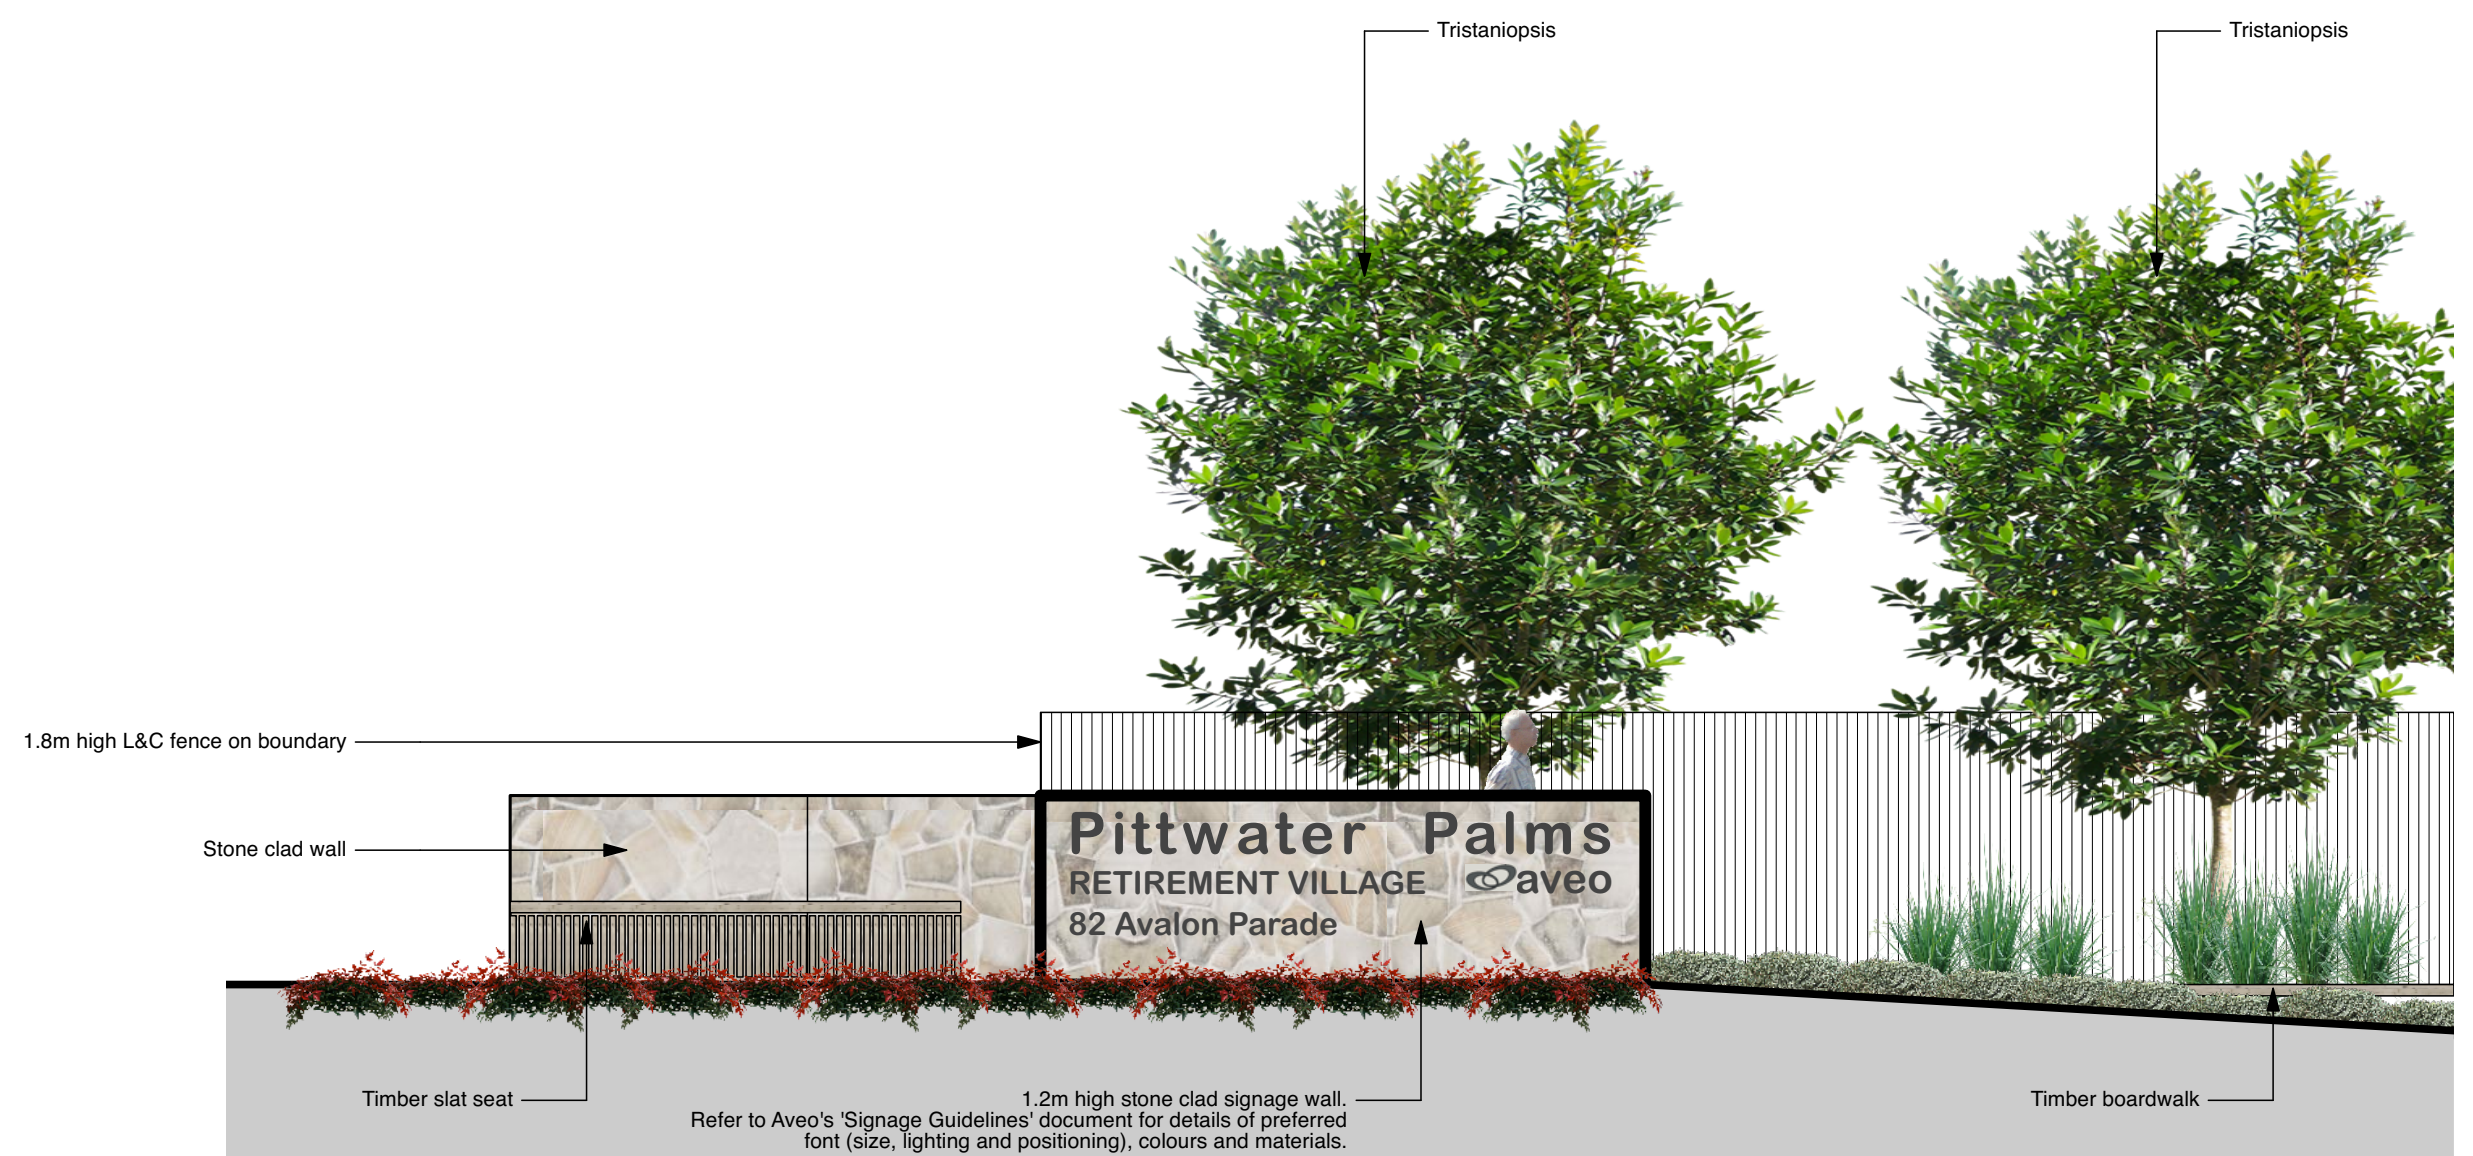 Tristaniopsis
Tristaniopsis
1.8m high L&C fence on boundary
Stone clad wall
Pittwater Palms
RETIREMENT VILLAGE aveo
82 Avalon Parade
Timber slat seat
1.2m high stone clad signage wall.
Refer to Aveo's 'Signage Guidelines' document for details of preferred
font (size, lighting and positioning), colours and materials.
Timber boardwalk